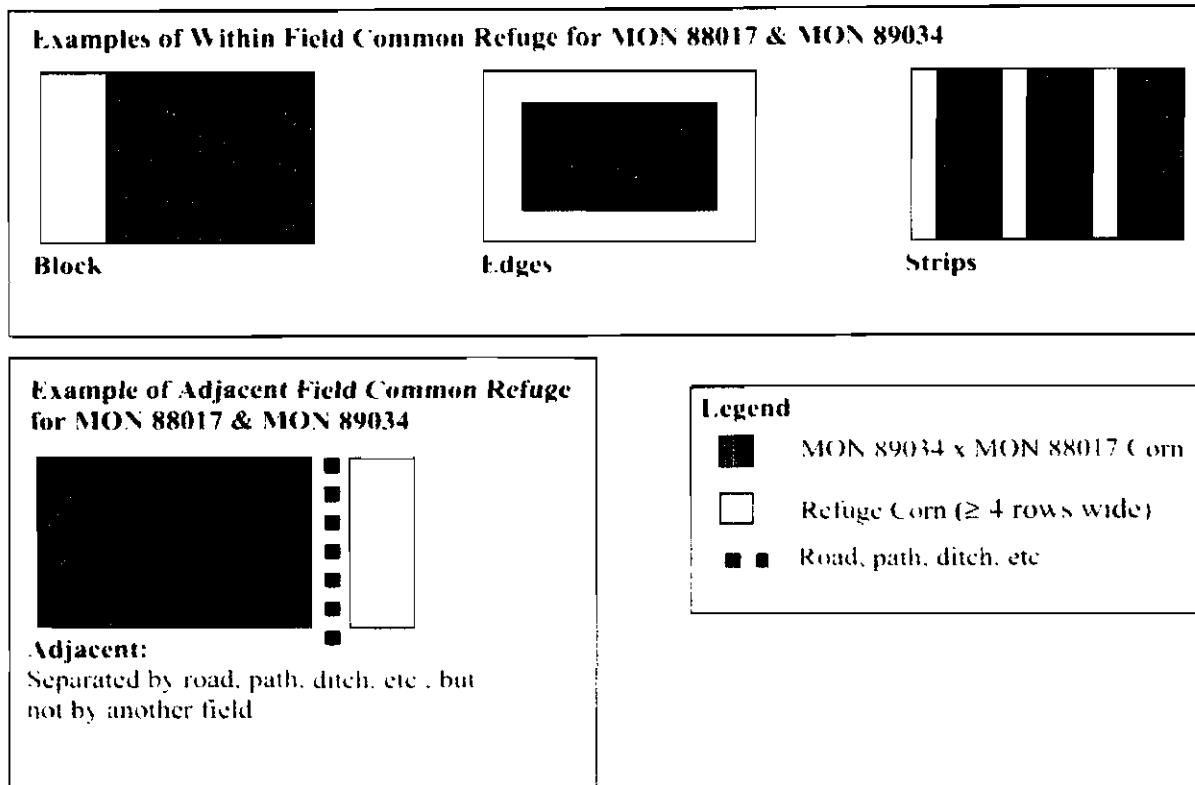 Examples of Within Field Common Refuge for MON 88017 & MON 89034
Block
Edges
Strips
Example of Adjacent Field Common Refuge
for MON 88017 & MON 89034
Adjacent:
Separated by road, path, ditch, etc., but
not by another field
Legend
MON 89034 x MON 88017 Corn
Refuge Corn (≥ 4 rows wide)
Road, path, ditch, etc